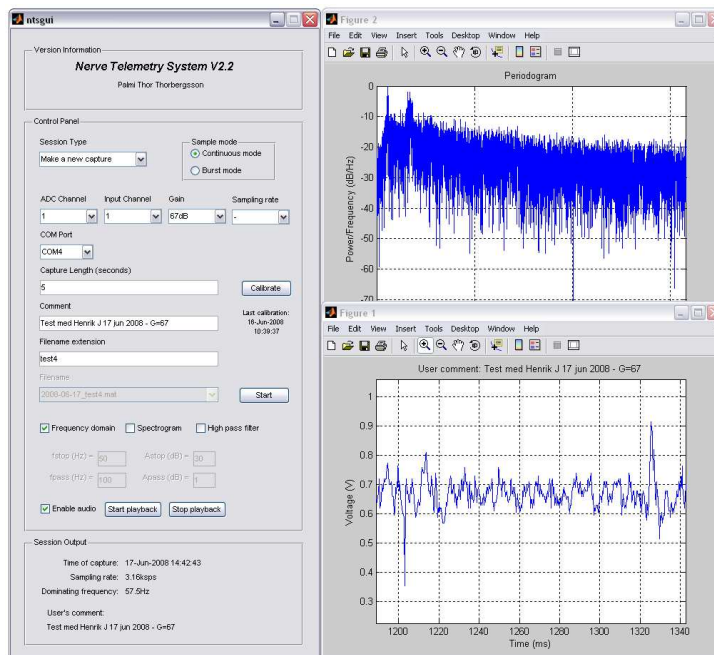 ntsgui
Version Information
Nerve Telemetry System V2.2
Palmi Thor Thorbergsson
Control Panel
Session Type
Make a new capture
Sample mode
Continuous mode
Burst mode
ADC Channel Input Channel Gain Sampling rate
1 1 67dB -
COM Port
COM4
Capture Length (seconds)
5
Calibrate
Comment
Test med Henrik J 17 jun 2008 - G=67
Last calibration:
16-Jun-2008
10:39:37
Filename extension
test4
Filename
2008-06-17_test4.mat
Start
Frequency domain Spectrogram High pass filter
fstop (Hz) = 50 Astop (dB) = 30
fpass (Hz) = 100 Apass (dB) = 1
Enable audio Start playback Stop playback
Session Output
Time of capture: 17-Jun-2008 14:42:43
Sampling rate: 3.16ksps
Dominating frequency: 57.5Hz
User's comment:
Test med Henrik J 17 jun 2008 - G=67
Figure 2
File Edit View Insert Tools Desktop Window Help
Periodogram
Power/Frequency (dB/Hz)
0
-10
-20
-30
-40
-50
-60
-70
Figure 1
File Edit View Insert Tools Desktop Window Help
User comment: Test med Henrik J 17 jun 2008 - G=67
Voltage (V)
1
0.9
0.8
0.7
0.6
0.5
0.4
0.3
1200 1220 1240 1260 1280 1300 1320 1340
Time (ms)